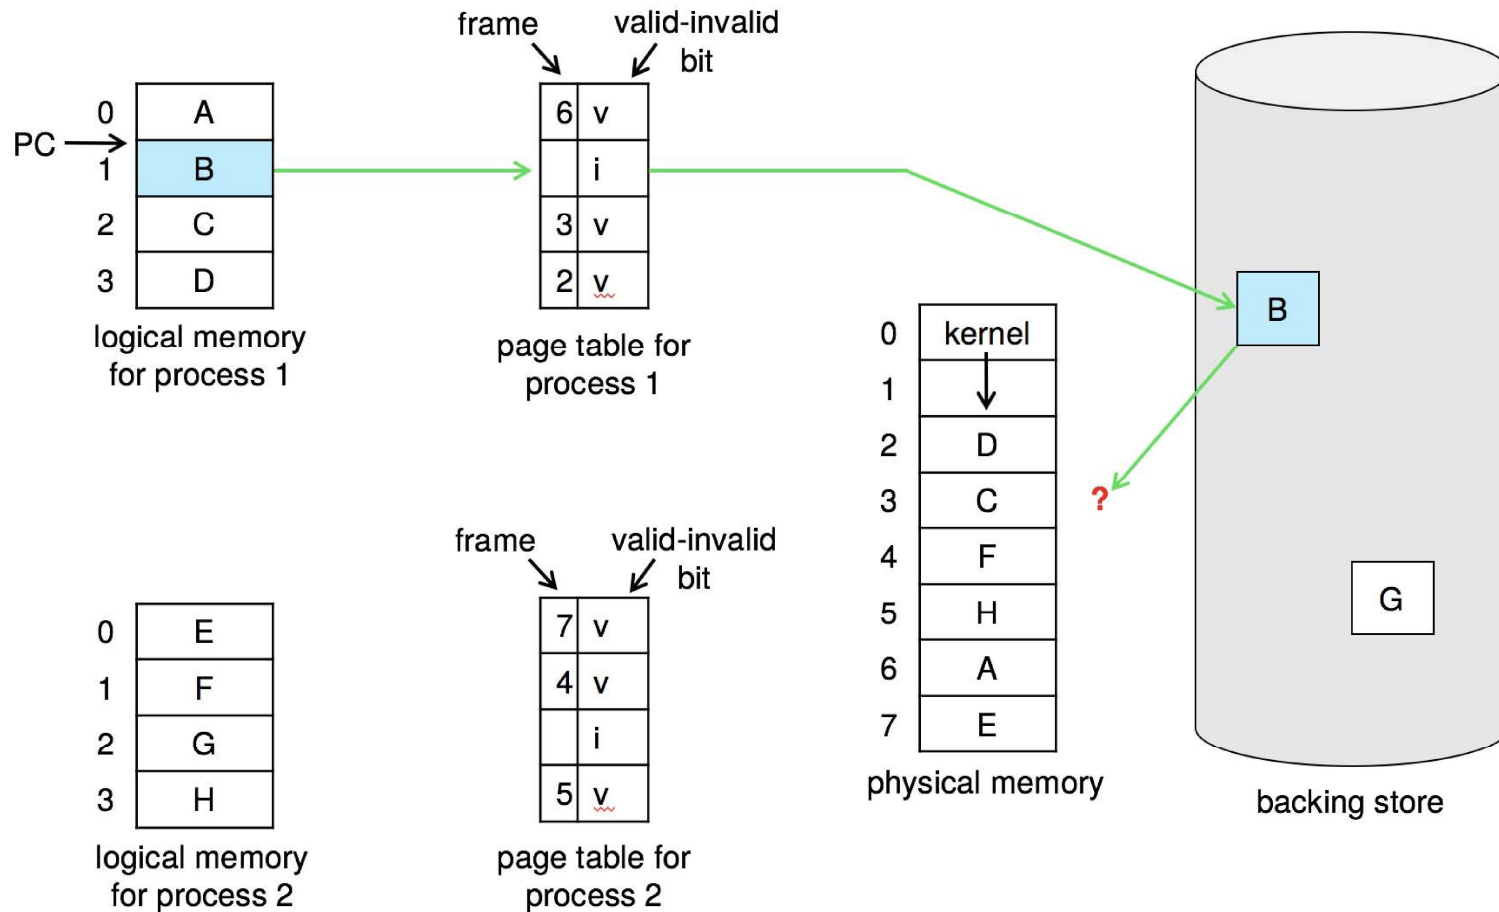 frame valid-invalid
bit
0 A 6 v
PC
1 B i
2 C 3 v
3 D 2 v
logical memory
for process 1
page table for
process 1
B
0 kernel
1
2 D
3 C ?
4 F
5 H
6 A
7 E
physical memory
G
backing store
frame valid-invalid
bit
0 E 7 v
1 F 4 v
2 G i
3 H 5 v
logical memory
for process 2
page table for
process 2